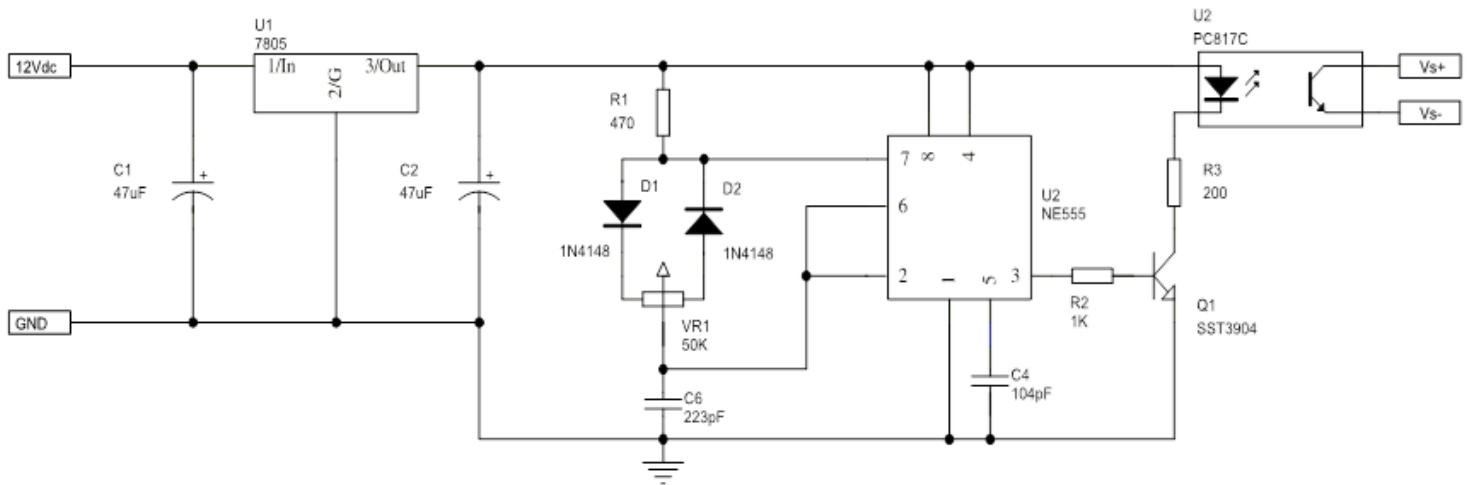 U1
7805
12Vdc
1/In
2/G
3/Out
U2
PC817C
Vs+
Vs-
R1
470
C1
47uF
+
C2
47uF
+
D1
1N4148
D2
1N4148
7
8
4
6
2
1
5
3
U2
NE555
R3
200
R2
1K
Q1
SST3904
GND
VR1
50K
C6
223pF
C4
104pF